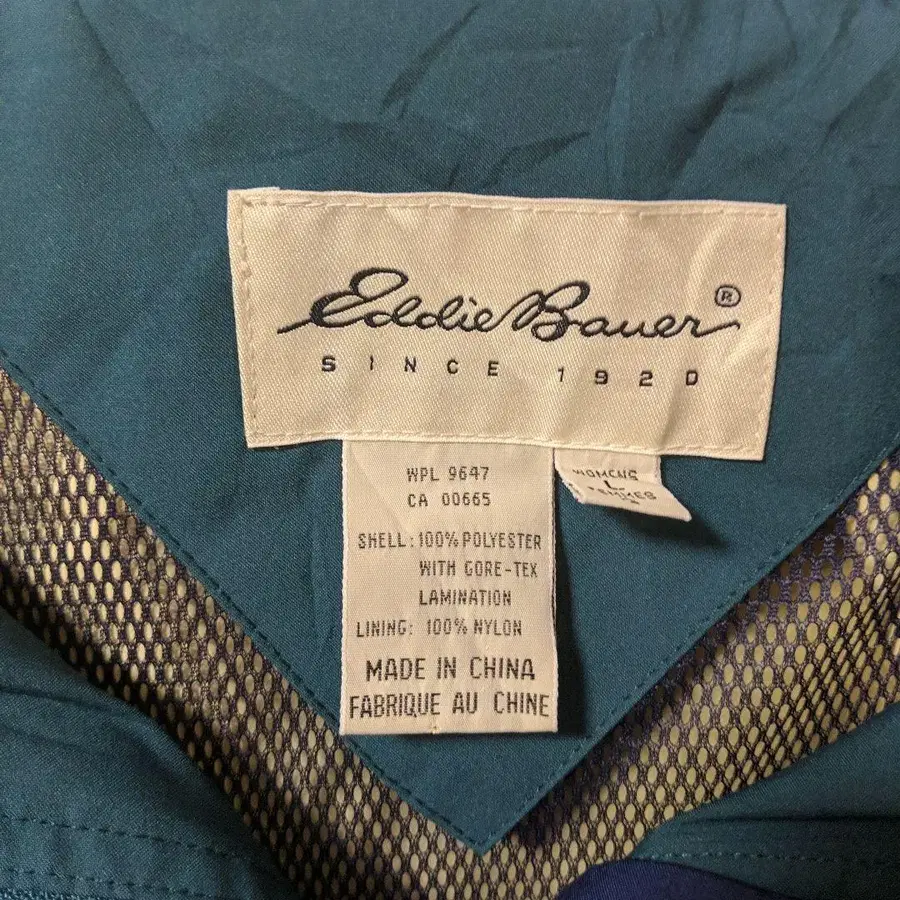 Eddie Bauer ®
SINCE 1920
WPL 9647
CA 00665
SHELL: 100% POLYESTER
WITH GORE-TEX
LAMINATION
LINING: 100% NYLON
MADE IN CHINA
FABRIQUE AU CHINE
WOMENS
L
FEMMES